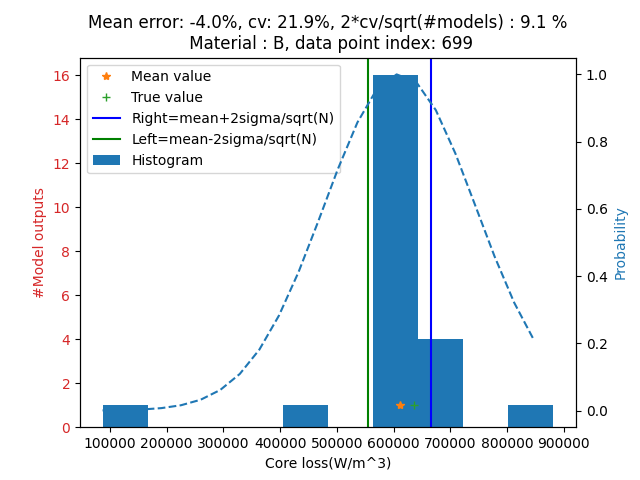 Mean error: -4.0%, cv: 21.9%, 2*cv/sqrt(#models) : 9.1 %
Material : B, data point index: 699
Mean value
True value
Right=mean+2sigma/sqrt(N)
Left=mean-2sigma/sqrt(N)
Histogram
16
14
12
10
8
6
4
2
0
#Model outputs
1.0
0.8
0.6
0.4
0.2
0.0
Probability
100000 200000 300000 400000 500000 600000 700000 800000 900000
Core loss(W/m^3)